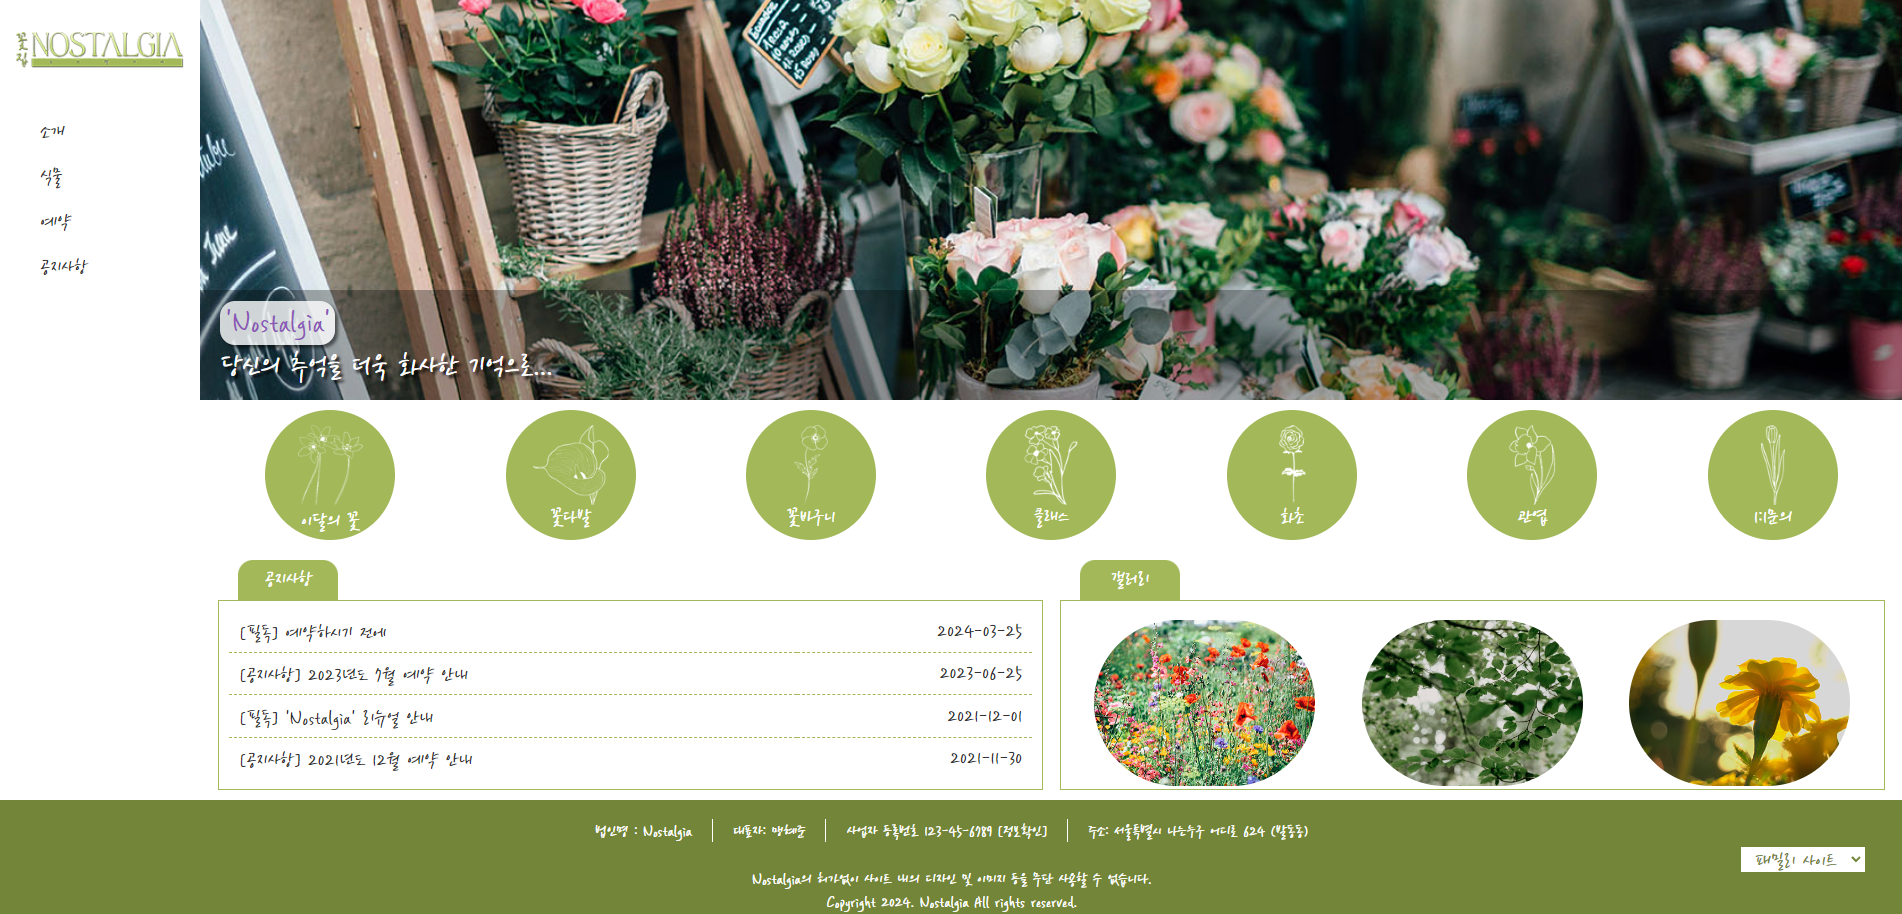 꽃집 NOSTALGIA
소개
식물
예약
공지사항
'Nostalgia'
당신의 추억을 더욱 화사한 기억으로...
이달의 꽃
꽃다발
꽃바구니
클래스
화초
관엽
1:1문의
공지사항
[필독] 예약하시기 전에 2024-03-25
[공지사항] 2023년도 7월 예약 안내 2023-06-25
[필독] 'Nostalgia' 리뉴얼 안내 2021-12-01
[공지사항] 2021년도 12월 예약 안내 2021-11-30
갤러리
법인명 : Nostalgia
대표자: 맹혜준
사업자 등록번호 123-45-6789 [정보확인]
주소: 서울특별시 나는누구 어디로 624 (발동동)
패밀리 사이트
Nostalgia의 허가없이 사이트 내의 디자인 및 이미지 등을 무단 사용할 수 없습니다.
Copyright 2024. Nostalgia All rights reserved.